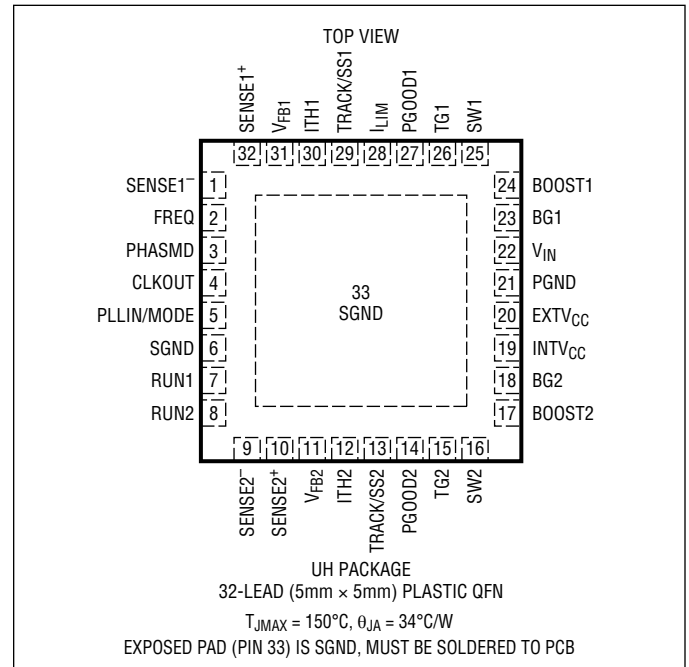 TOP VIEW
SENSE1+
VFB1
ITH1
TRACK/SS1
ILIM
PGOOD1
TG1
SW1
32 31 30 29 28 27 26 25
SENSE1– 1
FREQ 2
PHASMD 3
CLKOUT 4
PLLIN/MODE 5
SGND 6
RUN1 7
RUN2 8
33
SGND
24 BOOST1
23 BG1
22 VIN
21 PGND
20 EXTVCC
19 INTVCC
18 BG2
17 BOOST2
9 10 11 12 13 14 15 16
SENSE2–
SENSE2+
VFB2
ITH2
TRACK/SS2
PGOOD2
TG2
SW2
UH PACKAGE
32-LEAD (5mm × 5mm) PLASTIC QFN
TJMAX = 150°C, θJA = 34°C/W
EXPOSED PAD (PIN 33) IS SGND, MUST BE SOLDERED TO PCB